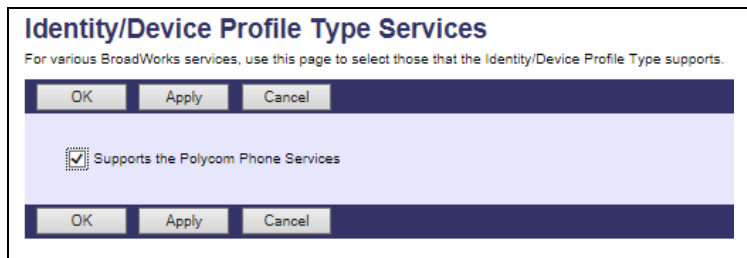 Identity/Device Profile Type Services
For various BroadWorks services, use this page to select those that the Identity/Device Profile Type supports.
OK Apply Cancel
Supports the Polycom Phone Services
OK Apply Cancel